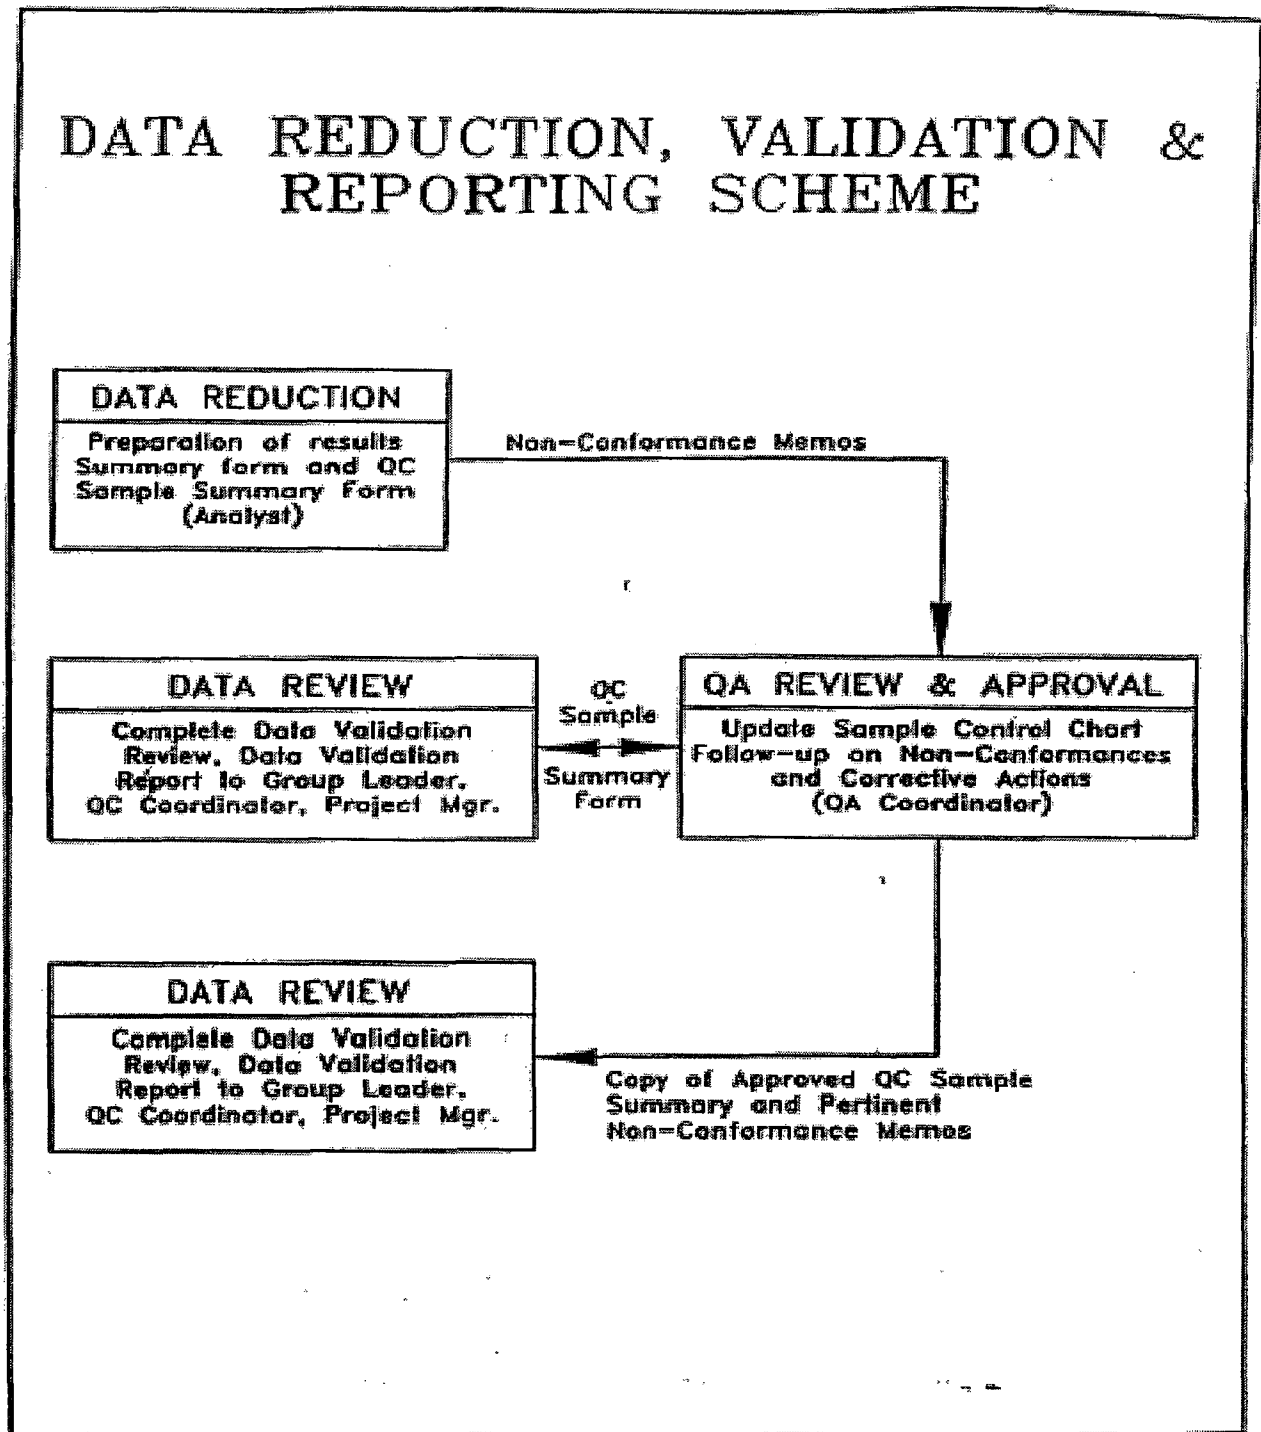 DATA REDUCTION, VALIDATION &
REPORTING SCHEME
DATA REDUCTION
Preparation of results
Summary form and QC
Sample Summary Form
(Analyst)
Non-Conformance Memos
DATA REVIEW
Complete Data Validation
Review, Data Validation
Report to Group Leader,
QC Coordinator, Project Mgr.
QC
Sample
Summary
Form
QA REVIEW & APPROVAL
Update Sample Control Chart
Follow-up on Non-Conformances
and Corrective Actions
(QA Coordinator)
DATA REVIEW
Complete Data Validation
Review, Data Validation
Report to Group Leader,
QC Coordinator, Project Mgr.
Copy of Approved QC Sample
Summary and Pertinent
Non-Conformance Memos